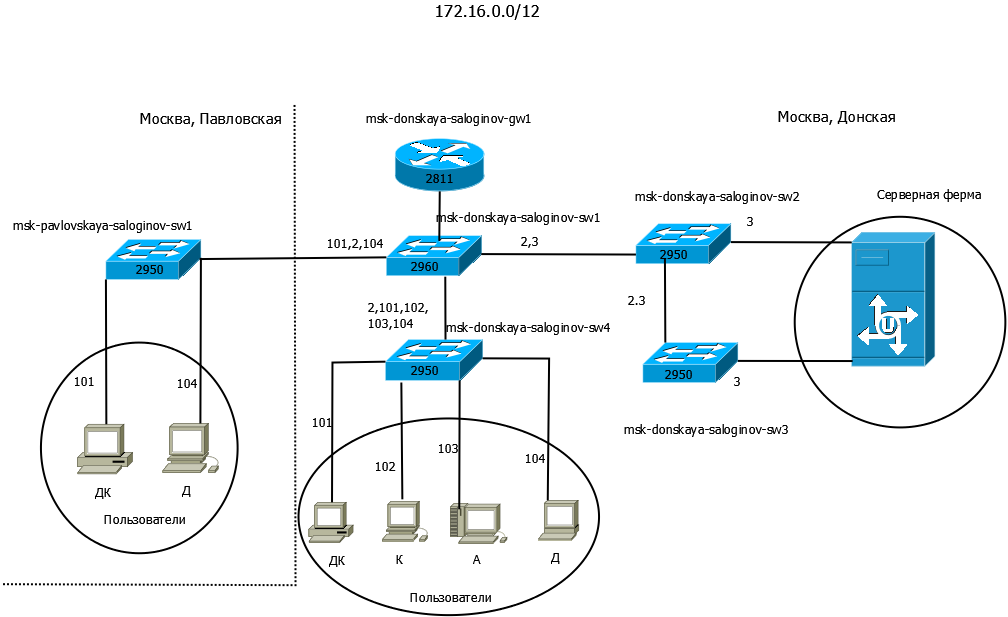 172.16.0.0/12
Москва, Павловская
msk-donskaya-saloginov-gw1
Москва, Донская
2811
msk-pavlovskaya-saloginov-sw1
msk-donskaya-saloginov-sw1
msk-donskaya-saloginov-sw2
Серверная ферма
2950
101,2,104
2960
2,3
2950
3
2,101,102,
103,104
msk-donskaya-saloginov-sw4
2.3
2950
2950
3
U
101
104
101
102
103
104
msk-donskaya-saloginov-sw3
ДК
Д
Пользователи
ДК
К
А
Д
Пользователи